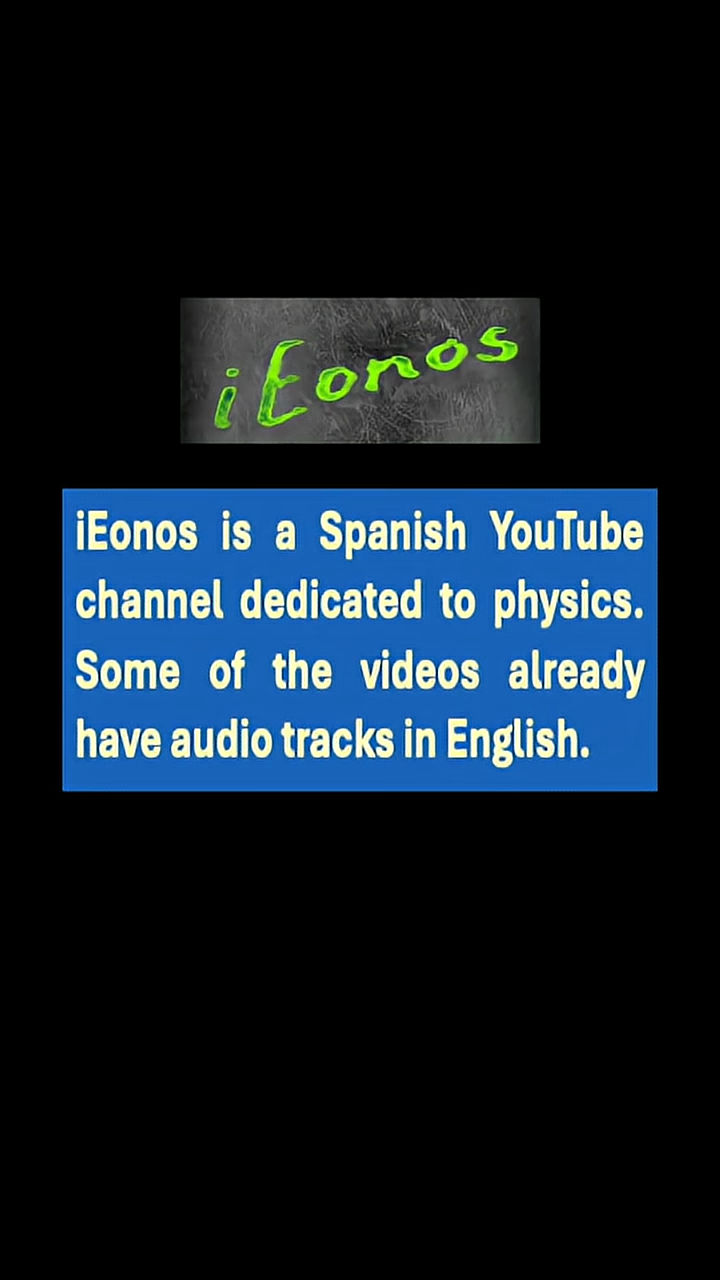 iEonos
iEonos is a Spanish YouTube
channel dedicated to physics.
Some of the videos already
have audio tracks in English.